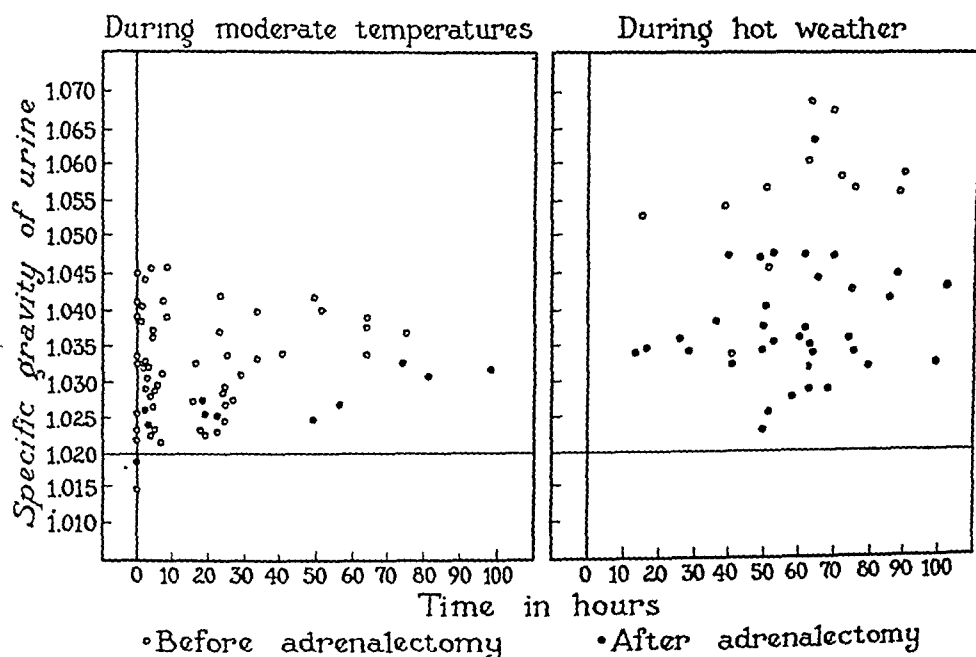 During moderate temperatures
During hot weather
Specific gravity of urine
1.070
1.065
1.060
1.055
1.050
1.045
1.040
1.035
1.030
1.025
1.020
1.015
1.010
0 10 20 30 40 50 60 70 80 90 100
0 10 20 30 40 50 60 70 80 90 100
Time in hours
Before adrenalectomy
After adrenalectomy